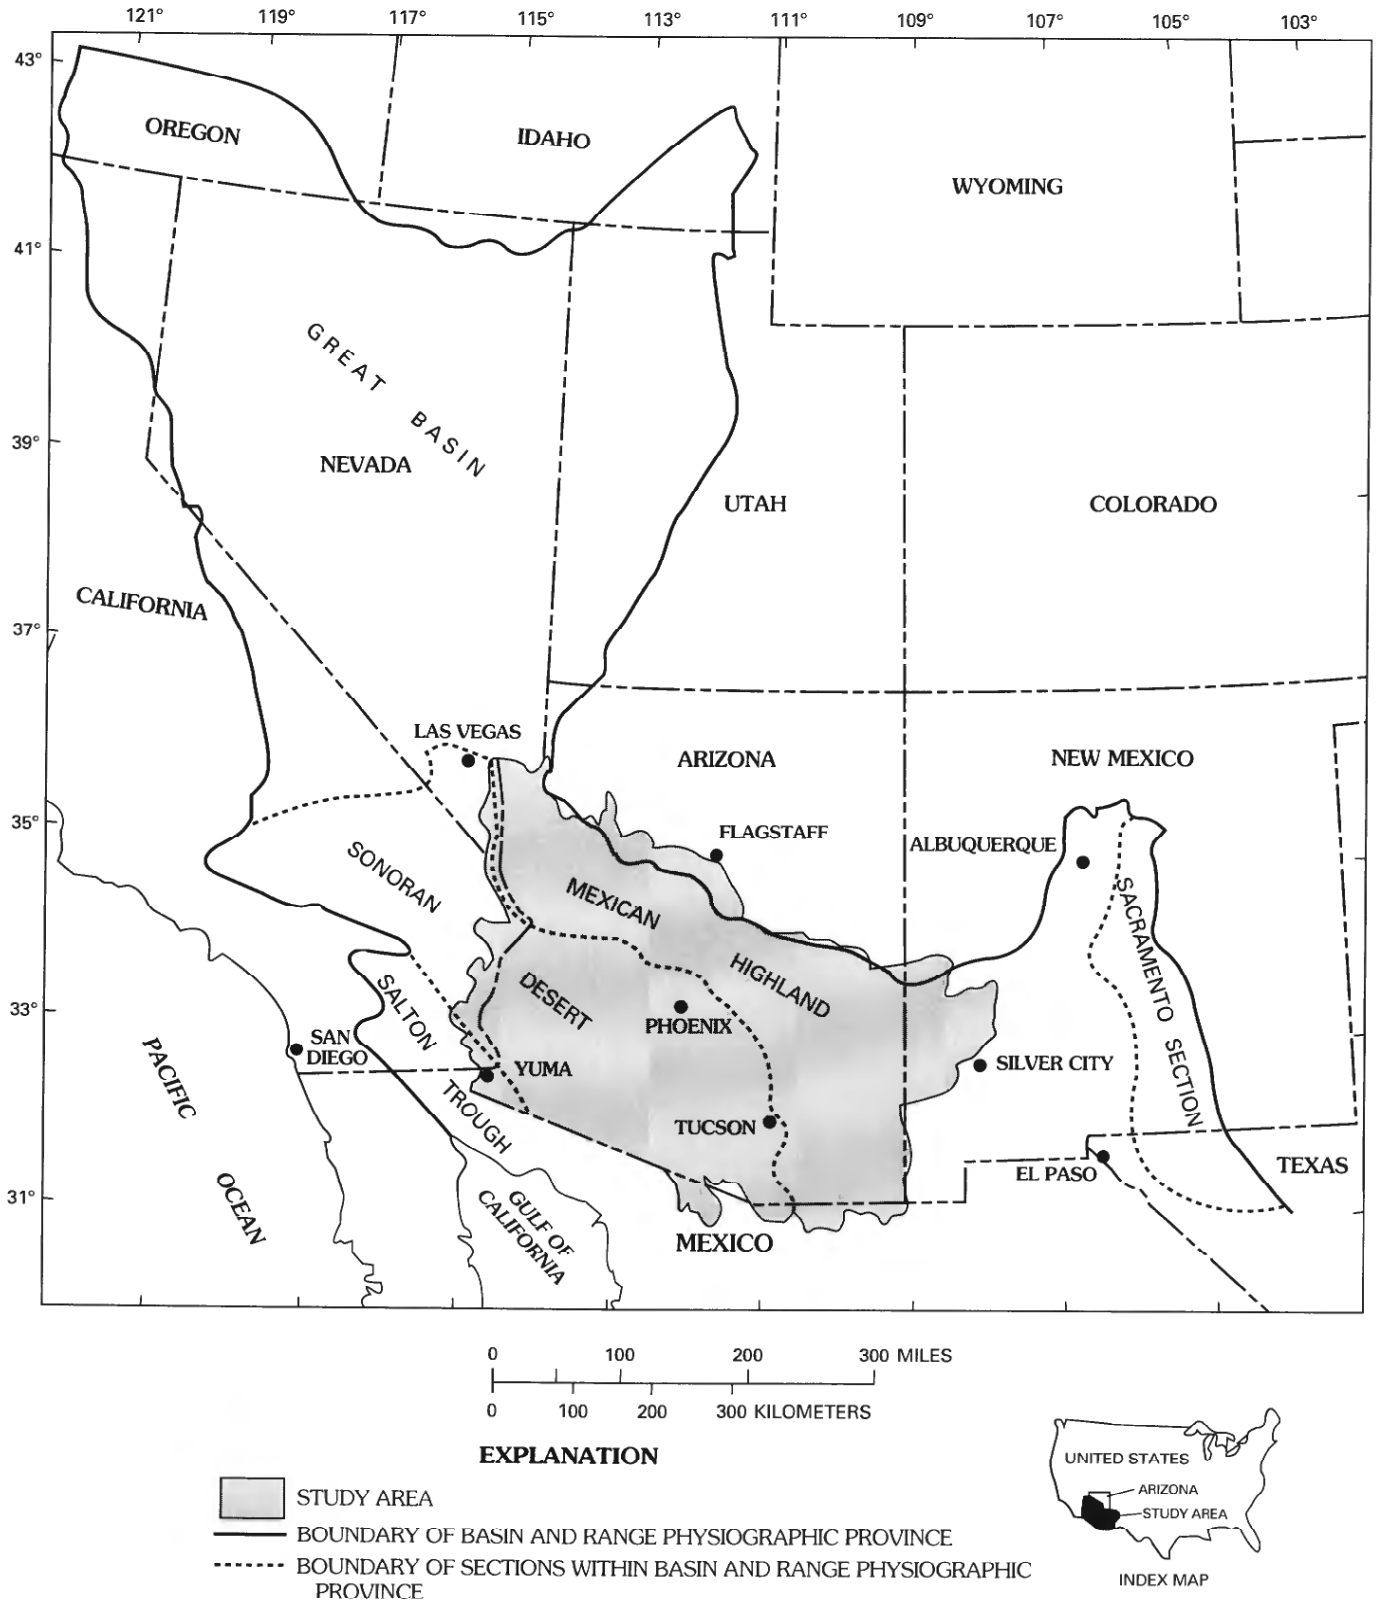 121° 119° 117° 115° 113° 111° 109° 107° 105° 103°
43°
OREGON
IDAHO
WYOMING
41°
GREAT BASIN
39°
NEVADA
UTAH
COLORADO
CALIFORNIA
37°
LAS VEGAS
ARIZONA
NEW MEXICO
35°
FLAGSTAFF
ALBUQUERQUE
SONORAN
MEXICAN
SACRAMENTO SECTION
HIGHLAND
DESERT
SALTON
33°
PHOENIX
SAN
DIEGO
PACIFIC
YUMA
SILVER CITY
TROUGH
TUCSON
EL PASO
TEXAS
31°
OCEAN
GULF OF
CALIFORNIA
MEXICO
0 100 200 300 MILES
0 100 200 300 KILOMETERS
EXPLANATION
STUDY AREA
BOUNDARY OF BASIN AND RANGE PHYSIOGRAPHIC PROVINCE
BOUNDARY OF SECTIONS WITHIN BASIN AND RANGE PHYSIOGRAPHIC
PROVINCE
UNITED STATES
ARIZONA
STUDY AREA
INDEX MAP